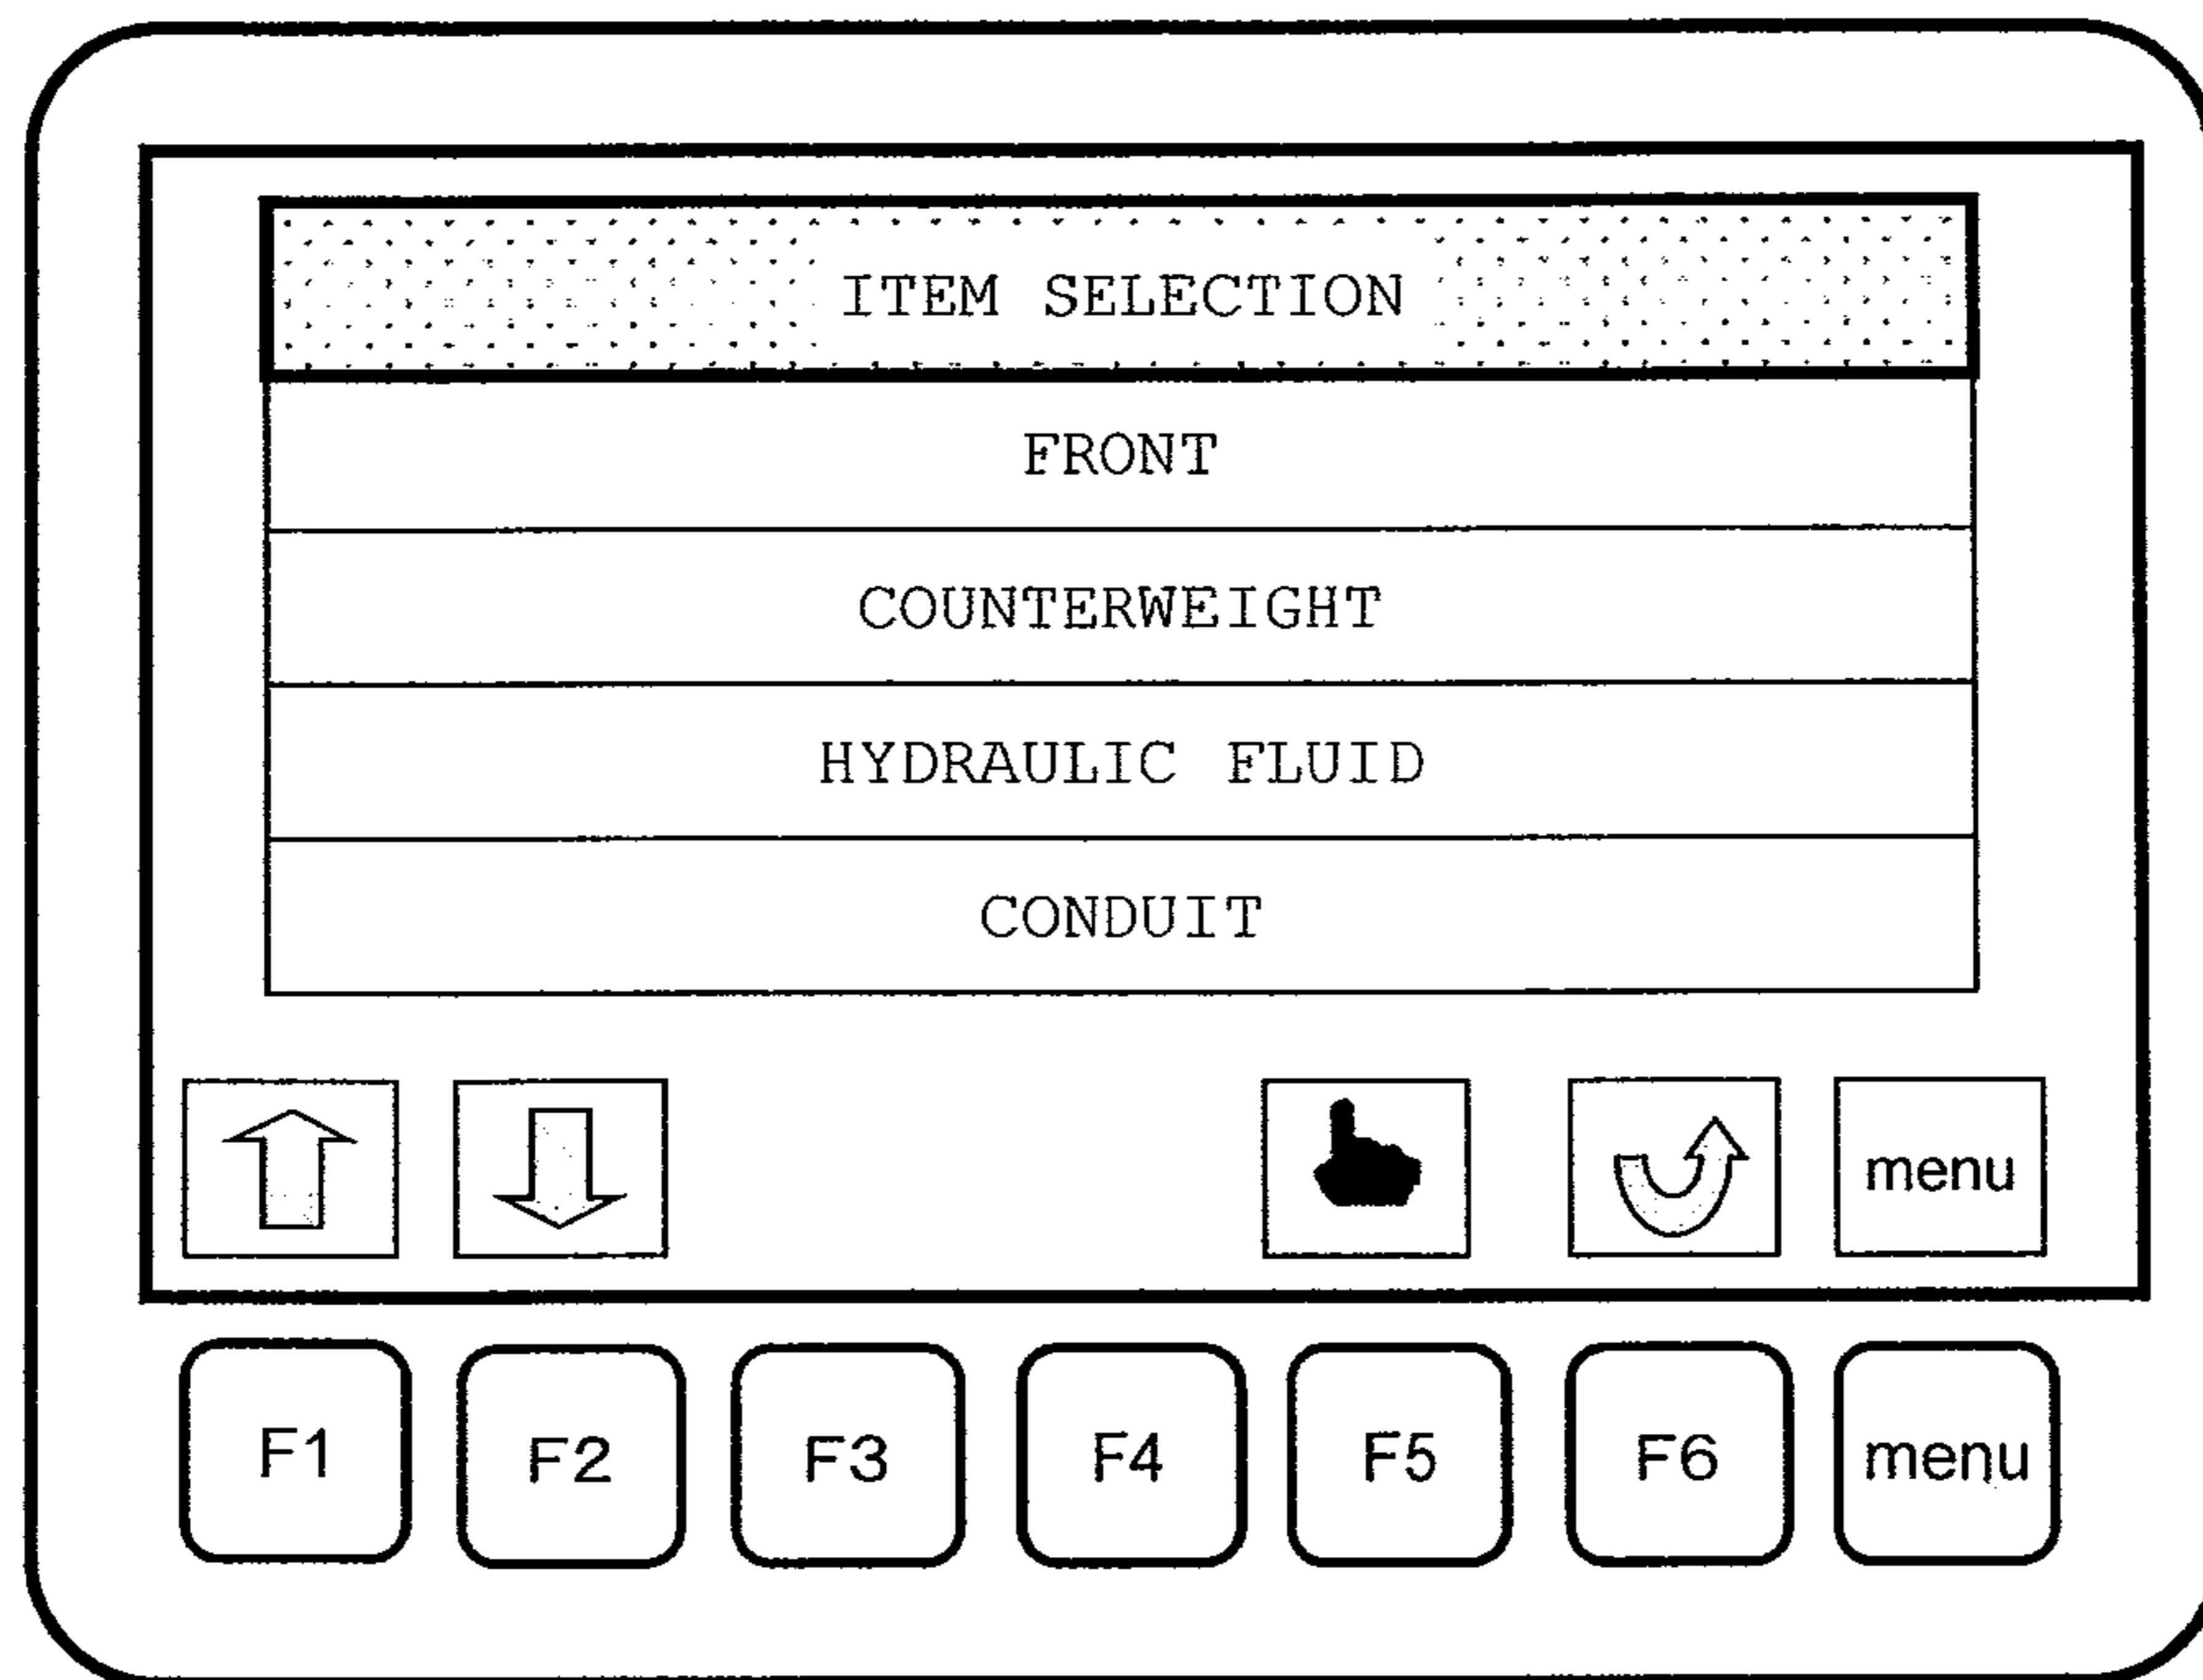 ITEM SELECTION
FRONT
COUNTERWEIGHT
HYDRAULIC FLUID
CONDUIT
menu
F1 F2 F3 F4 F5 F6 menu